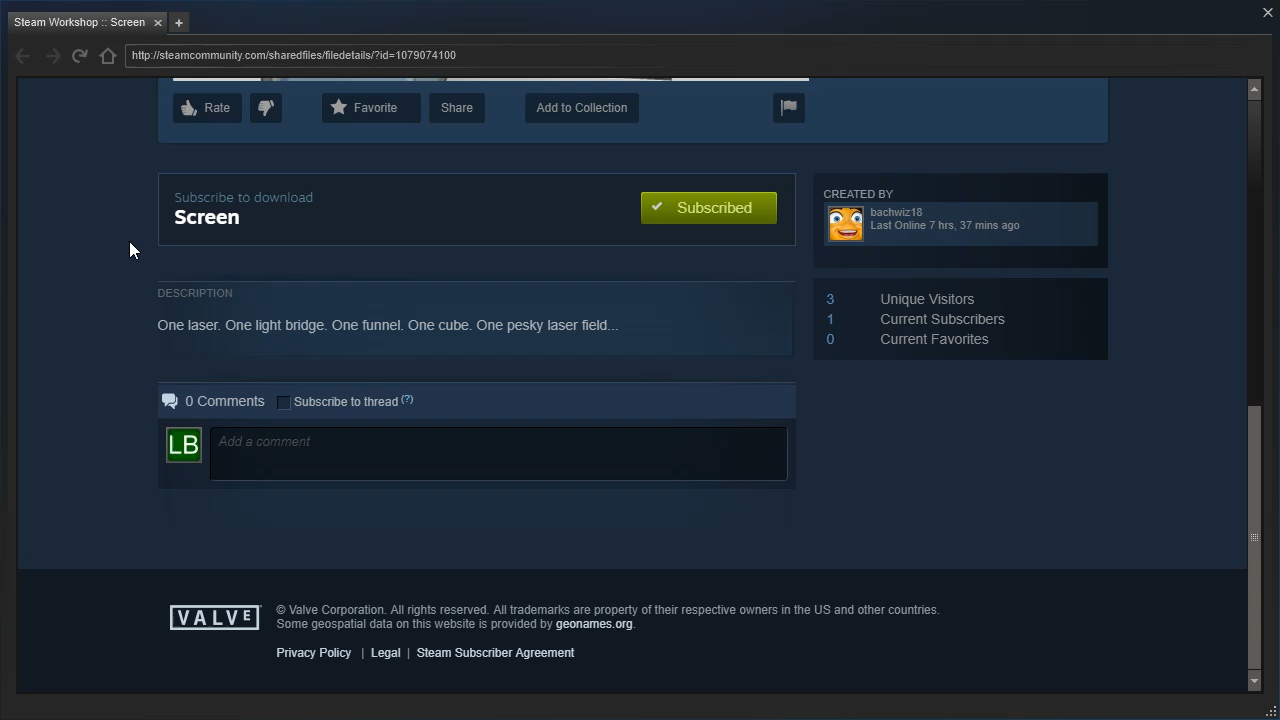 Steam Workshop :: Screen
http://steamcommunity.com/sharedfiles/filedetails/?id=1079074100
Rate
Favorite
Share
Add to Collection
Subscribe to download
Screen
Subscribed
CREATED BY
bachwiz18
Last Online 7 hrs, 37 mins ago
DESCRIPTION
One laser. One light bridge. One funnel. One cube. One pesky laser field...
3 Unique Visitors
1 Current Subscribers
0 Current Favorites
0 Comments Subscribe to thread (?)
LB
Add a comment
VALVE
© Valve Corporation. All rights reserved. All trademarks are property of their respective owners in the US and other countries.
Some geospatial data on this website is provided by geonames.org.
Privacy Policy | Legal | Steam Subscriber Agreement